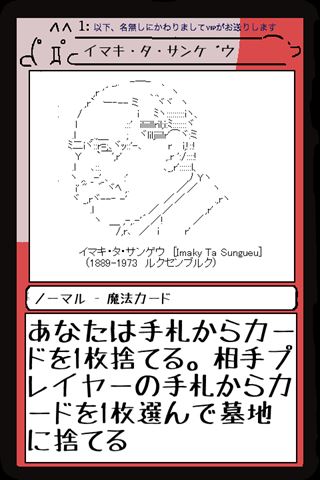 1: 以下、名無しにかわりましてVIPがお送りします
イマキ・タ・サンゲウ
イマキ・タ・サンゲウ [Imaky Ta Sungueu]
(1889-1973 ルクセンブルク)
ノーマル - 魔法カード
あなたは手札からカー
ドを1枚捨てる。相手プ
レイヤーの手札からカ
ードを1枚選んで墓地
に捨てる